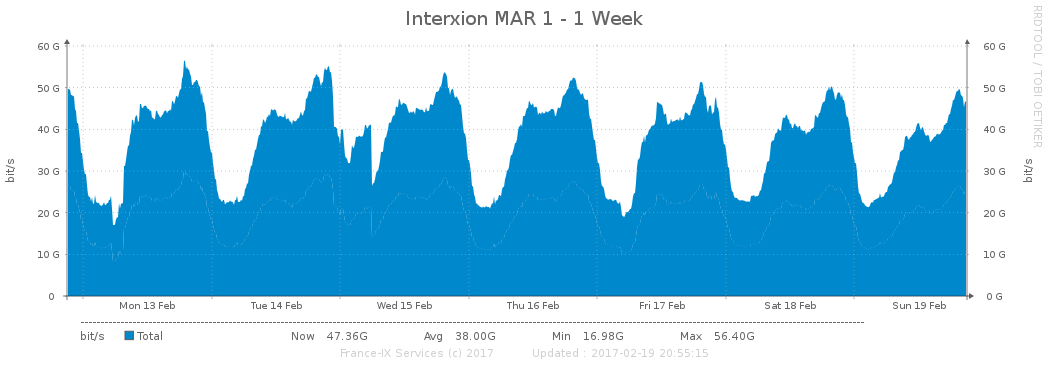 Interxion MAR 1 - 1 Week
RRDTOOL / TOBI OETIKER
60 G 60 G
50 G 50 G
40 G 40 G
30 G 30 G
20 G 20 G
10 G 10 G
0 0 G
bit/s bit/s
Mon 13 Feb Tue 14 Feb Wed 15 Feb Thu 16 Feb Fri 17 Feb Sat 18 Feb Sun 19 Feb
bit/s Total Now 47.36G Avg 38.00G Min 16.98G Max 56.40G
France-IX Services (c) 2017 Updated : 2017-02-19 20:55:15